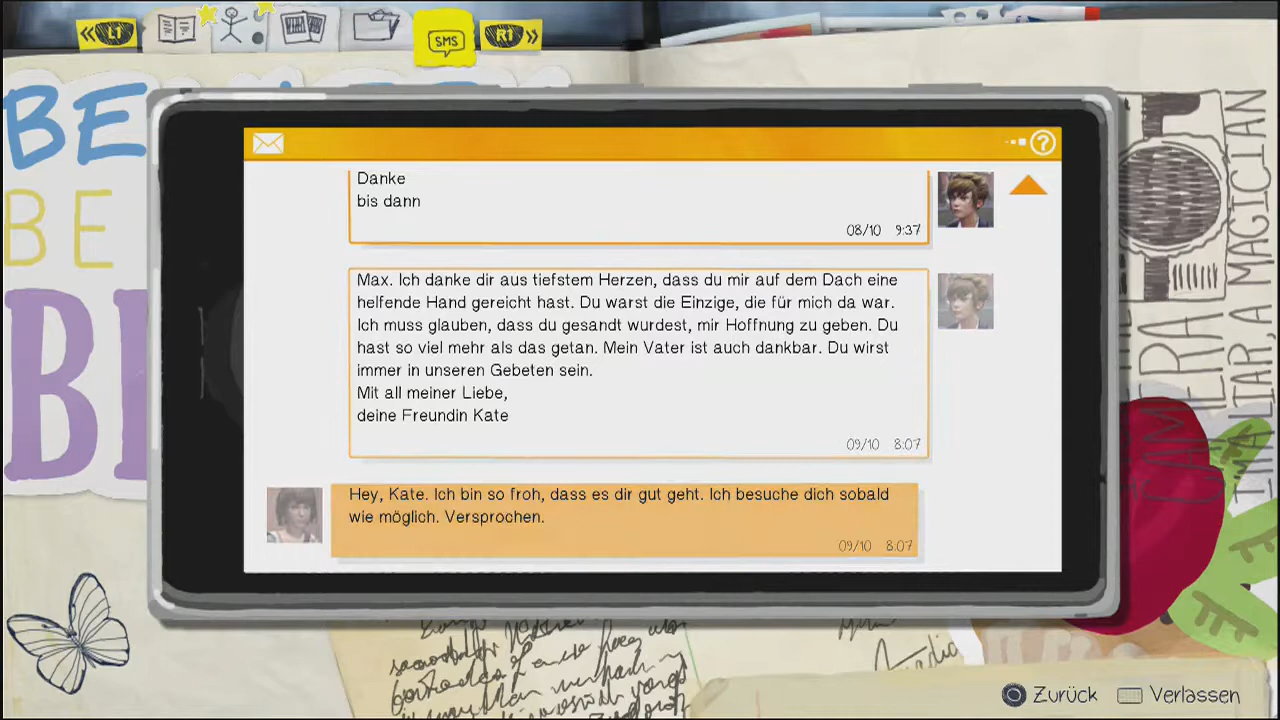 L1
SMS
R1
BE
BE
BE
Danke
bis dann
08/10 9:37
Max. Ich danke dir aus tiefstem Herzen, dass du mir auf dem Dach eine
helfende Hand gereicht hast. Du warst die Einzige, die für mich da war.
Ich muss glauben, dass du gesandt wurdest, mir Hoffnung zu geben. Du
hast so viel mehr als das getan. Mein Vater ist auch dankbar. Du wirst
immer in unseren Gebeten sein.
Mit all meiner Liebe,
deine Freundin Kate
09/10 8:07
Hey, Kate. Ich bin so froh, dass es dir gut geht. Ich besuche dich sobald
wie möglich. Versprochen.
09/10 8:07
LIAR, A MAGICIAN
Zurück
Verlassen